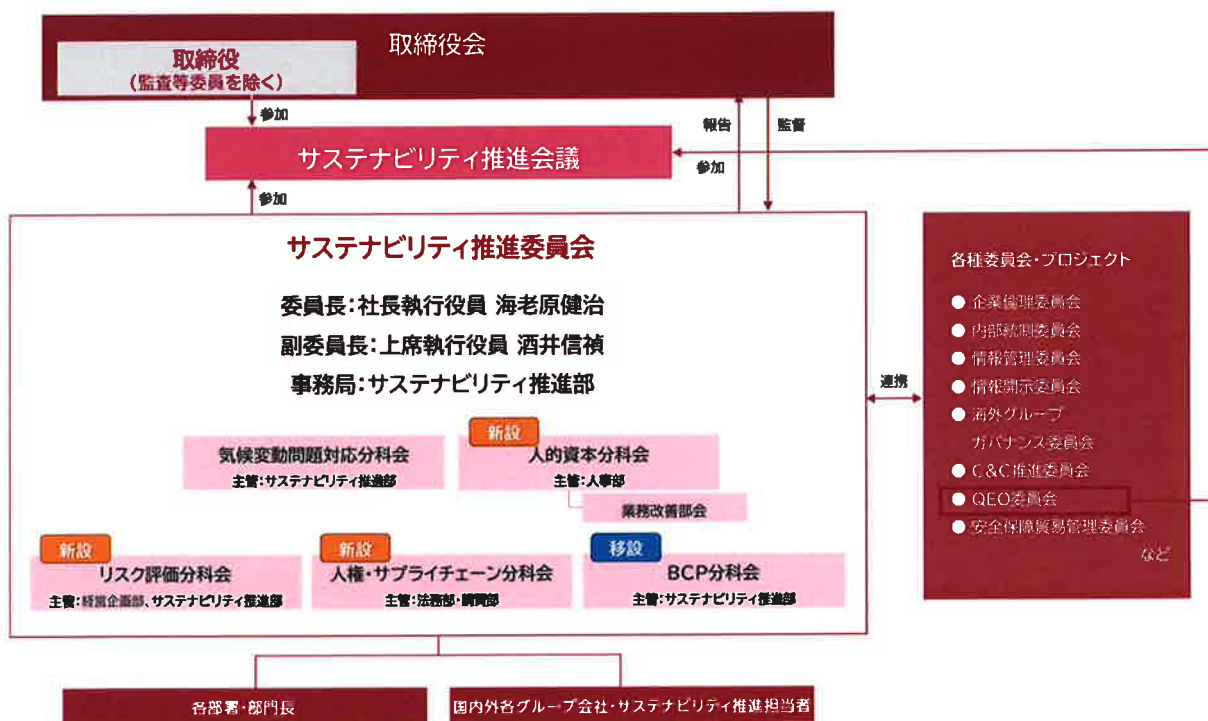 取締役会
取締役
(監査等委員を除く)
参加
報告
監督
サステナビリティ推進会議
参加
参加
サステナビリティ推進委員会
委員長:社長執行役員 海老原健治
副委員長:上席執行役員 酒井信禎
事務局:サステナビリティ推進部
気候変動問題対応分科会
主管:サステナビリティ推進部
新設
人的資本分科会
主管:人事部
業務改善部会
新設
リスク評価分科会
主管:経営企画部、サステナビリティ推進部
新設
人権・サプライチェーン分科会
主管:法務部・購買部
移設
BCP分科会
主管:サステナビリティ推進部
連携
各種委員会・プロジェクト
● 企業倫理委員会
● 内部統制委員会
● 情報管理委員会
● 情報開示委員会
● 海外グループ
ガバナンス委員会
● C&C推進委員会
● QEO委員会
● 安全保障貿易管理委員会
など
各部署・部門長
国内外各グループ会社・サステナビリティ推進担当者